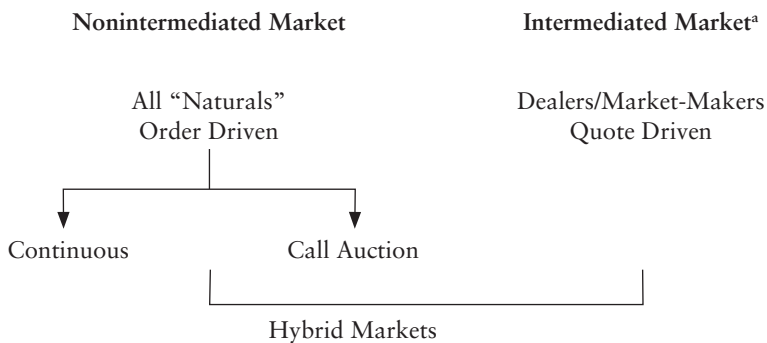 Nonintermediated Market
Intermediated Marketᵃ
All “Naturals”
Order Driven
Dealers/Market-Makers
Quote Driven
Continuous
Call Auction
Hybrid Markets